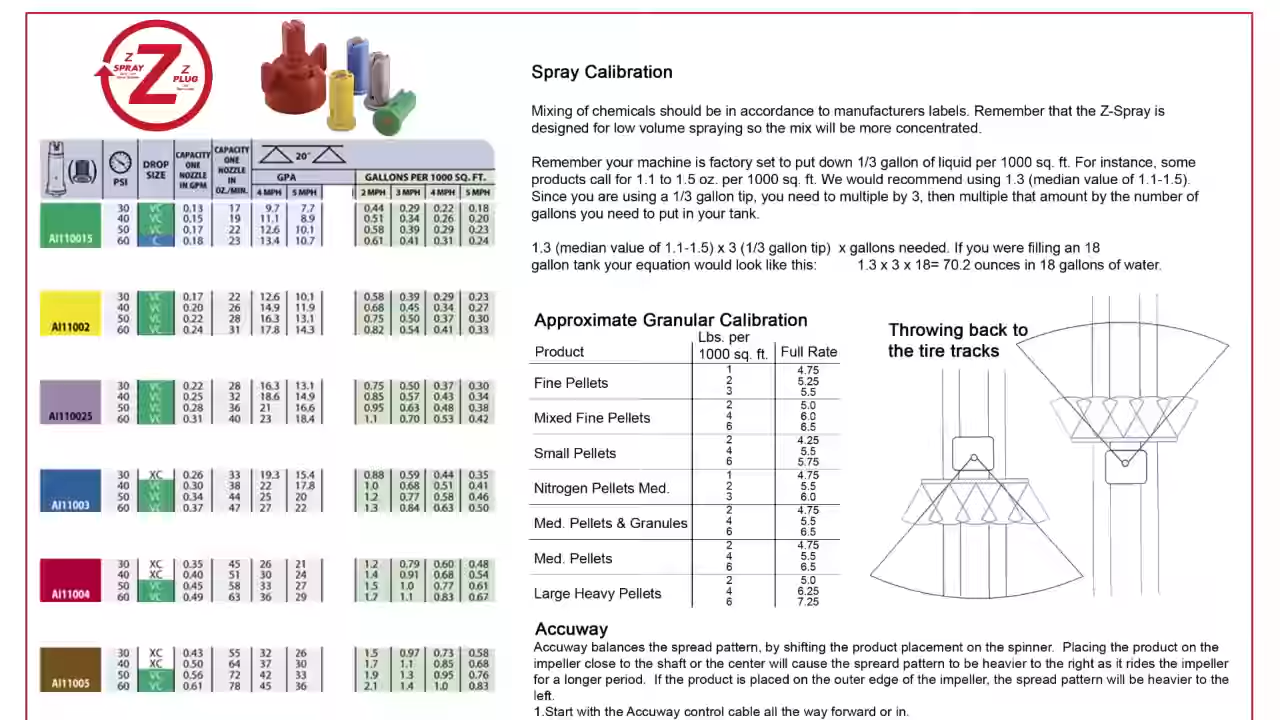 Z
SPRAY
Z
PLUG
PSI
DROP
SIZE
CAPACITY
ONE
NOZZLE
IN GPM
CAPACITY
ONE
NOZZLE
IN
OZ./MIN.
20"
GPA
4 MPH 5 MPH
GALLONS PER 1000 SQ. FT.
2 MPH 3 MPH 4 MPH 5 MPH
AI110015
30 VC 0.13 17 9.7 7.7 0.44 0.29 0.22 0.18
40 VC 0.15 19 11.1 8.9 0.51 0.34 0.26 0.20
50 VC 0.17 22 12.6 10.1 0.58 0.39 0.29 0.23
60 C 0.18 23 13.4 10.7 0.61 0.41 0.31 0.24
AI11002
30 VC 0.17 22 12.6 10.1 0.58 0.39 0.29 0.23
40 VC 0.20 26 14.9 11.9 0.68 0.45 0.34 0.27
50 VC 0.22 28 16.3 13.1 0.75 0.50 0.37 0.30
60 VC 0.24 31 17.8 14.3 0.82 0.54 0.41 0.33
AI110025
30 VC 0.22 28 16.3 13.1 0.75 0.50 0.37 0.30
40 VC 0.25 32 18.6 14.9 0.85 0.57 0.43 0.34
50 VC 0.28 36 21 16.6 0.95 0.63 0.48 0.38
60 VC 0.31 40 23 18.4 1.1 0.70 0.53 0.42
AI11003
30 XC 0.26 33 19.3 15.4 0.88 0.59 0.44 0.35
40 VC 0.30 38 22 17.8 1.0 0.68 0.51 0.41
50 VC 0.34 44 25 20 1.2 0.77 0.58 0.46
60 VC 0.37 47 27 22 1.3 0.84 0.63 0.50
AI11004
30 XC 0.35 45 26 21 1.2 0.79 0.60 0.48
40 XC 0.40 51 30 24 1.4 0.91 0.68 0.54
50 VC 0.45 58 33 27 1.5 1.0 0.77 0.61
60 VC 0.49 63 36 29 1.7 1.1 0.83 0.67
AI11005
30 XC 0.43 55 32 26 1.5 0.97 0.73 0.58
40 XC 0.50 64 37 30 1.7 1.1 0.85 0.68
50 VC 0.56 72 42 33 1.9 1.3 0.95 0.76
60 VC 0.61 78 45 36 2.1 1.4 1.0 0.83
Spray Calibration
Mixing of chemicals should be in accordance to manufacturers labels. Remember that the Z-Spray is
designed for low volume spraying so the mix will be more concentrated.
Remember your machine is factory set to put down 1/3 gallon of liquid per 1000 sq. ft. For instance, some
products call for 1.1 to 1.5 oz. per 1000 sq. ft. We would recommend using 1.3 (median value of 1.1-1.5).
Since you are using a 1/3 gallon tip, you need to multiple by 3, then multiple that amount by the number of
gallons you need to put in your tank.
1.3 (median value of 1.1-1.5) x 3 (1/3 gallon tip) x gallons needed. If you were filling an 18
gallon tank your equation would look like this: 1.3 x 3 x 18= 70.2 ounces in 18 gallons of water.
Approximate Granular Calibration
Product Lbs. per 1000 sq. ft. Full Rate
Fine Pellets
1 4.75
2 5.25
3 5.5
Mixed Fine Pellets
2 5.0
4 6.0
6 6.5
Small Pellets
2 4.25
4 5.5
6 5.75
Nitrogen Pellets Med.
1 4.75
2 5.5
3 6.0
Med. Pellets & Granules
2 4.75
4 5.5
6 6.5
Med. Pellets
2 4.75
4 5.5
6 6.5
Large Heavy Pellets
2 5.0
4 6.25
6 7.25
Throwing back to
the tire tracks
Accuway
Accuway balances the spread pattern, by shifting the product placement on the spinner. Placing the product on the
impeller close to the shaft or the center will cause the spreard pattern to be heavier to the right as it rides the impeller
for a longer period. If the product is placed on the outer edge of the impeller, the spread pattern will be heavier to the
left.
1.Start with the Accuway control cable all the way forward or in.